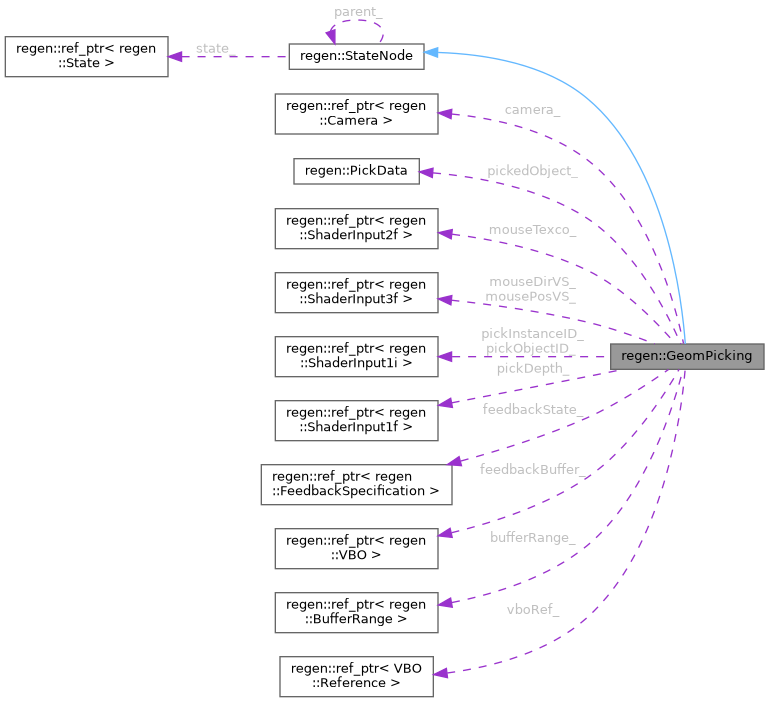 parent_
regen::ref_ptr< regen
::State >
state_
regen::StateNode
regen::ref_ptr< regen
::Camera >
camera_
regen::PickData
pickedObject_
regen::ref_ptr< regen
::ShaderInput2f >
mouseTexco_
regen::ref_ptr< regen
::ShaderInput3f >
mouseDirVS_
mousePosVS_
regen::ref_ptr< regen
::ShaderInput1i >
pickInstanceID_
pickObjectID_
regen::GeomPicking
pickDepth_
regen::ref_ptr< regen
::ShaderInput1f >
feedbackState_
regen::ref_ptr< regen
::FeedbackSpecification >
feedbackBuffer_
regen::ref_ptr< regen
::VBO >
bufferRange_
regen::ref_ptr< regen
::BufferRange >
vboRef_
regen::ref_ptr< VBO
::Reference >